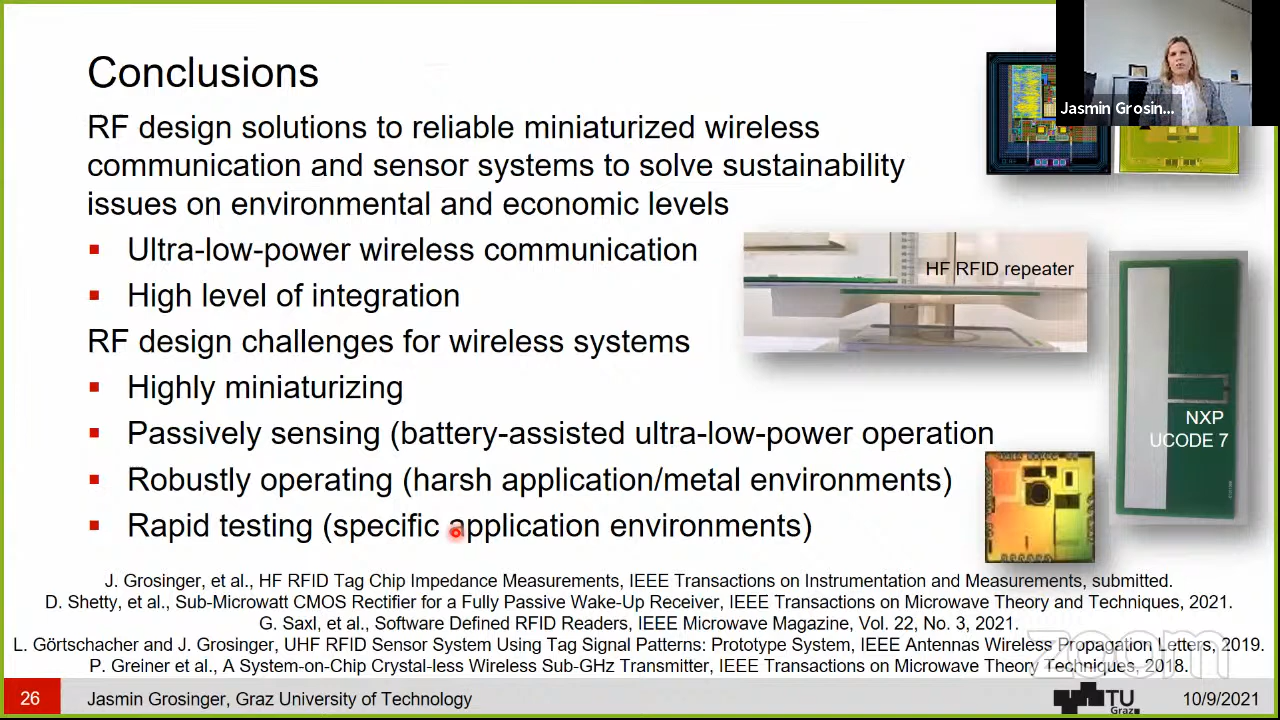 Conclusions
RF design solutions to reliable miniaturized wireless
communication and sensor systems to solve sustainability
issues on environmental and economic levels
▪ Ultra-low-power wireless communication
▪ High level of integration
RF design challenges for wireless systems
▪ Highly miniaturizing
▪ Passively sensing (battery-assisted ultra-low-power operation
▪ Robustly operating (harsh application/metal environments)
▪ Rapid testing (specific application environments)
Jasmin Grosin...
HF RFID repeater
NXP
UCODE 7
J. Grosinger, et al., HF RFID Tag Chip Impedance Measurements, IEEE Transactions on Instrumentation and Measurements, submitted.
D. Shetty, et al., Sub-Microwatt CMOS Rectifier for a Fully Passive Wake-Up Receiver, IEEE Transactions on Microwave Theory and Techniques, 2021.
G. Saxl, et al., Software Defined RFID Readers, IEEE Microwave Magazine, Vol. 22, No. 3, 2021.
L. Görtschacher and J. Grosinger, UHF RFID Sensor System Using Tag Signal Patterns: Prototype System, IEEE Antennas Wireless Propagation Letters, 2019.
P. Greiner et al., A System-on-Chip Crystal-less Wireless Sub-GHz Transmitter, IEEE Transactions on Microwave Theory Techniques, 2018.
zoom
26 Jasmin Grosinger, Graz University of Technology
TU
Graz
10/9/2021